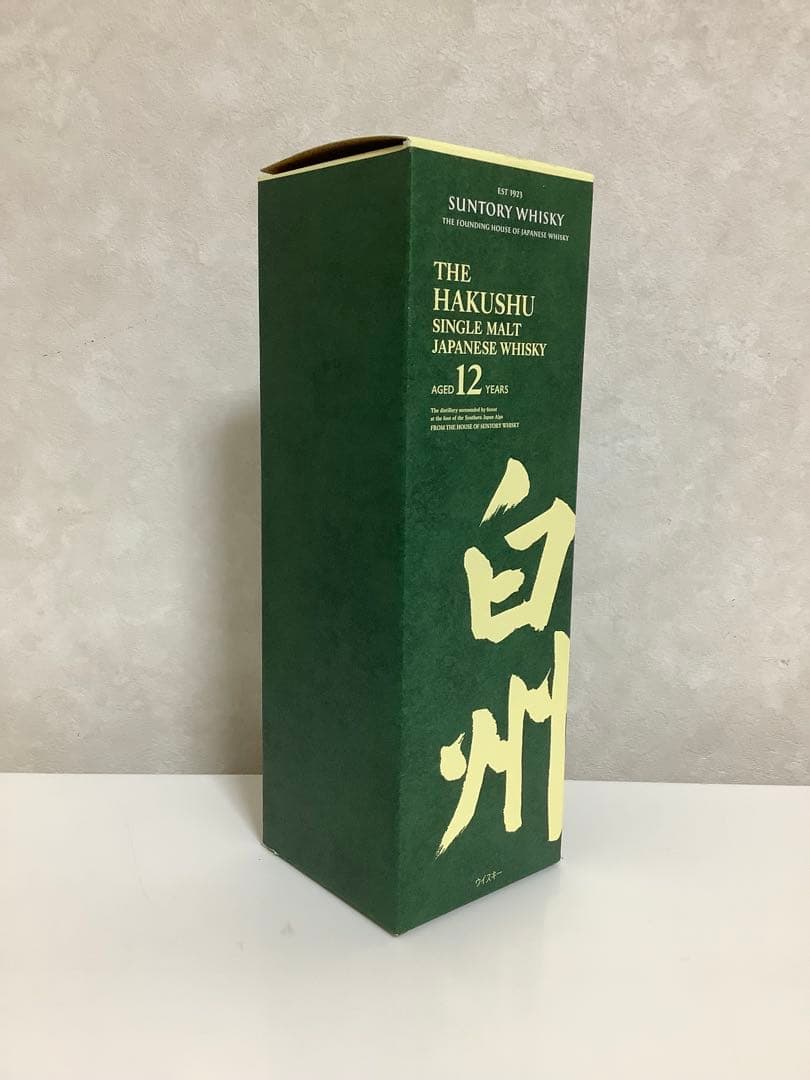 EST 1923
SUNTORY WHISKY
THE FOUNDING HOUSE OF JAPANESE WHISKY
THE
HAKUSHU
SINGLE MALT
JAPANESE WHISKY
AGED 12 YEARS
The distillery surrounded by forest
at the foot of the Southern Japan Alps
FROM THE HOUSE OF SUNTORY WHISKY
白州
ウイスキー